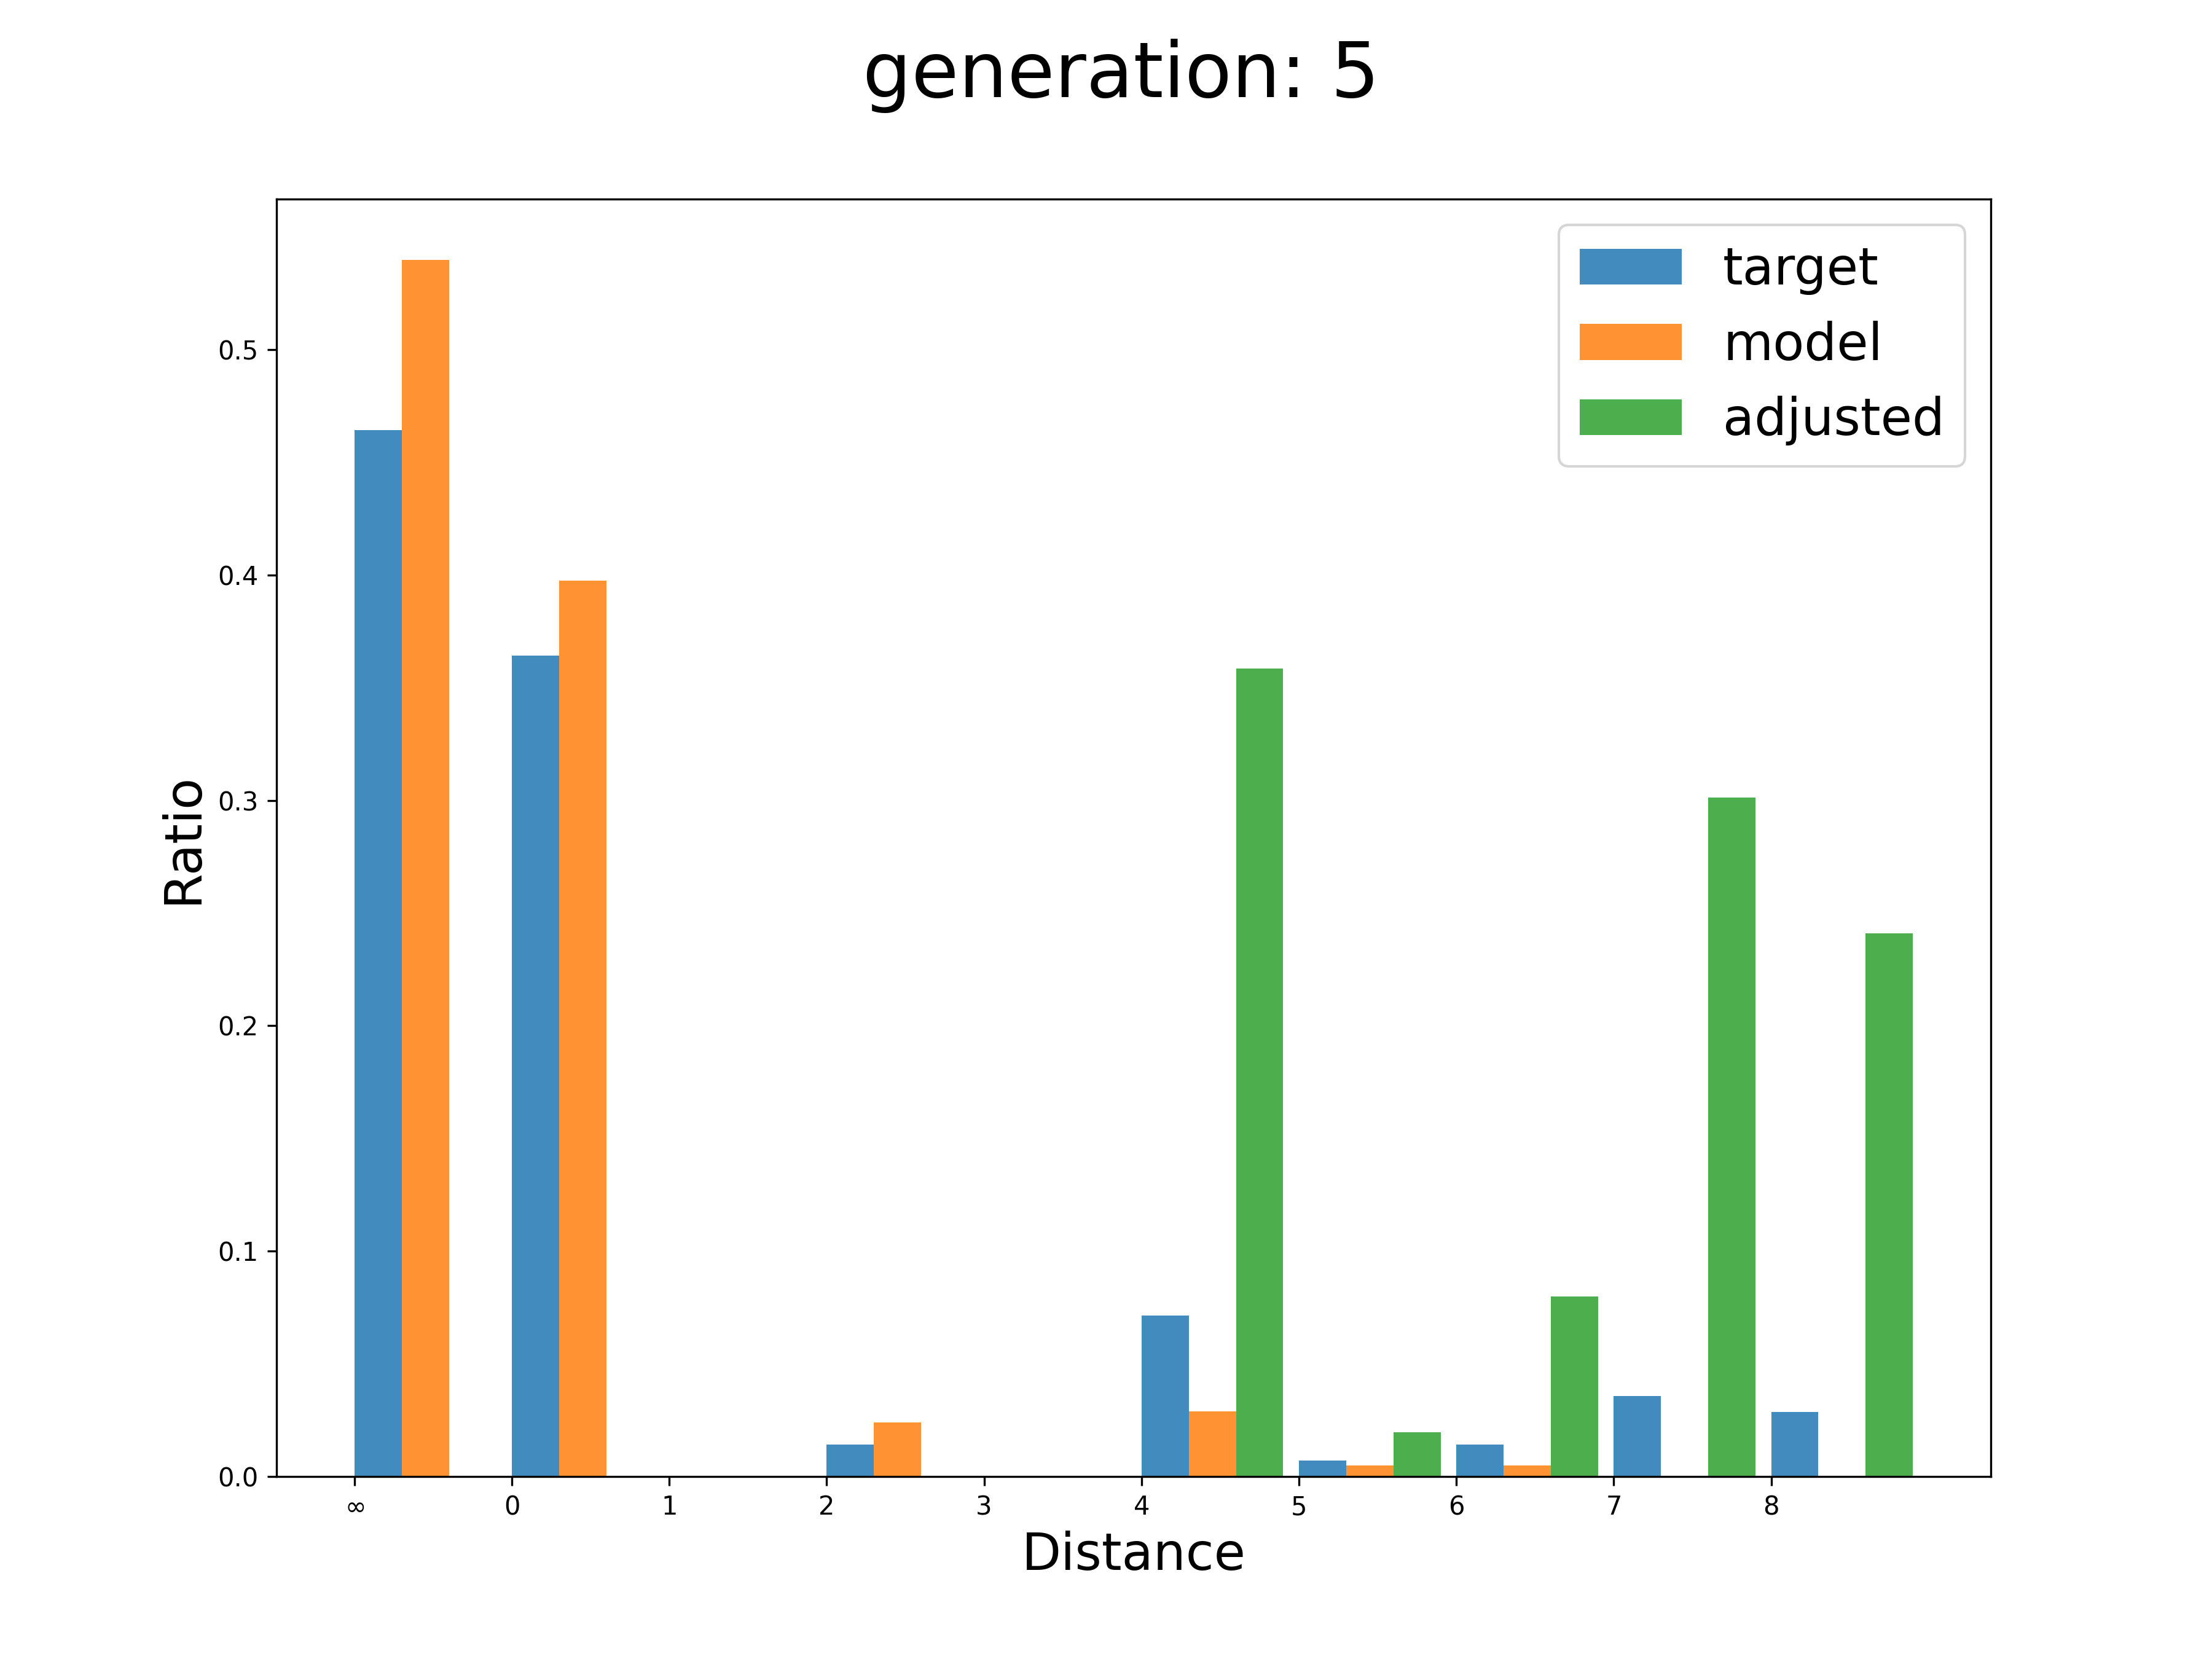 generation: 5
target
model
adjusted
Ratio
0.5
0.4
0.3
0.2
0.1
0.0
∞ 0 1 2 3 4 5 6 7 8
Distance